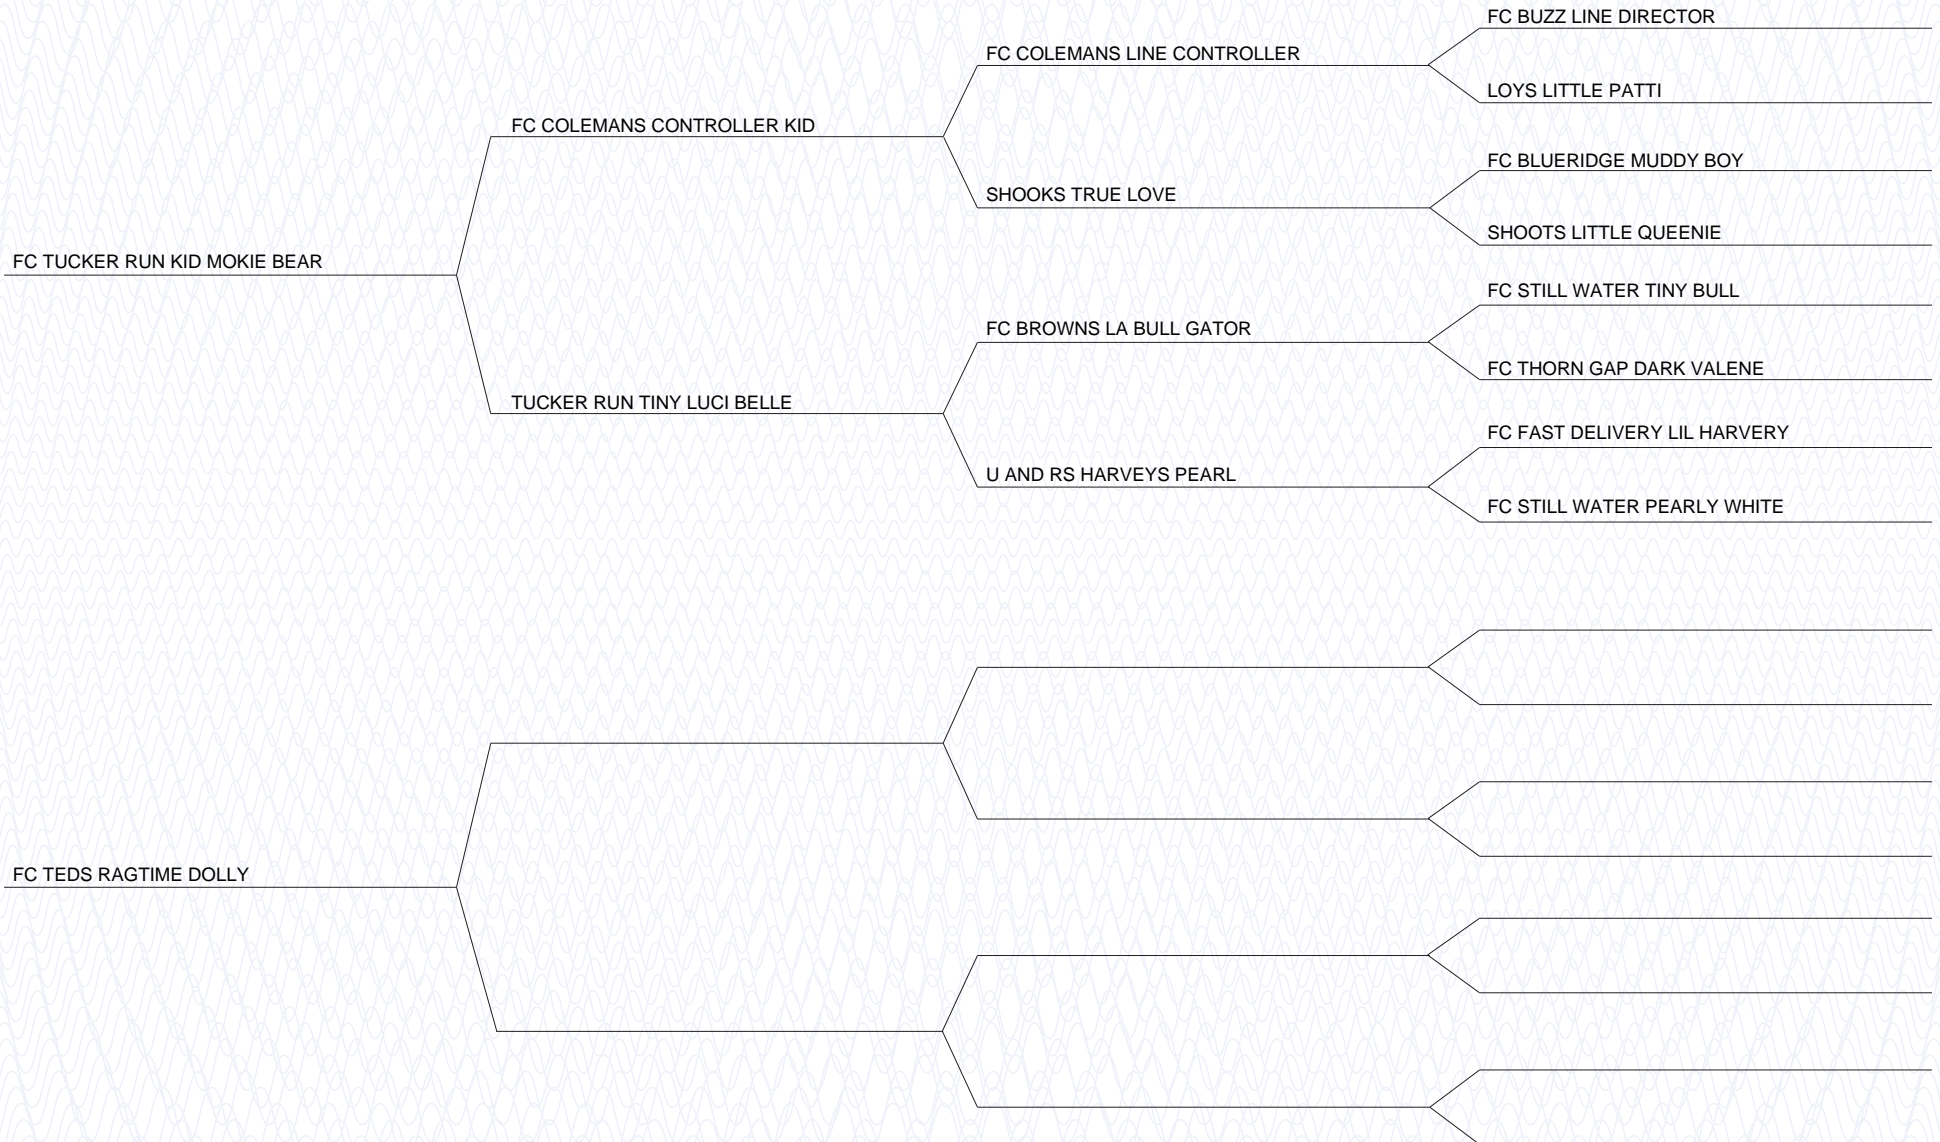 FC BUZZ LINE DIRECTOR
FC COLEMANS LINE CONTROLLER
LOYS LITTLE PATTI
FC COLEMANS CONTROLLER KID
FC BLUERIDGE MUDDY BOY
SHOOKS TRUE LOVE
SHOOTS LITTLE QUEENIE
FC TUCKER RUN KID MOKIE BEAR
FC STILL WATER TINY BULL
FC BROWNS LA BULL GATOR
FC THORN GAP DARK VALENE
TUCKER RUN TINY LUCI BELLE
FC FAST DELIVERY LIL HARVERY
U AND RS HARVEYS PEARL
FC STILL WATER PEARLY WHITE
FC TEDS RAGTIME DOLLY